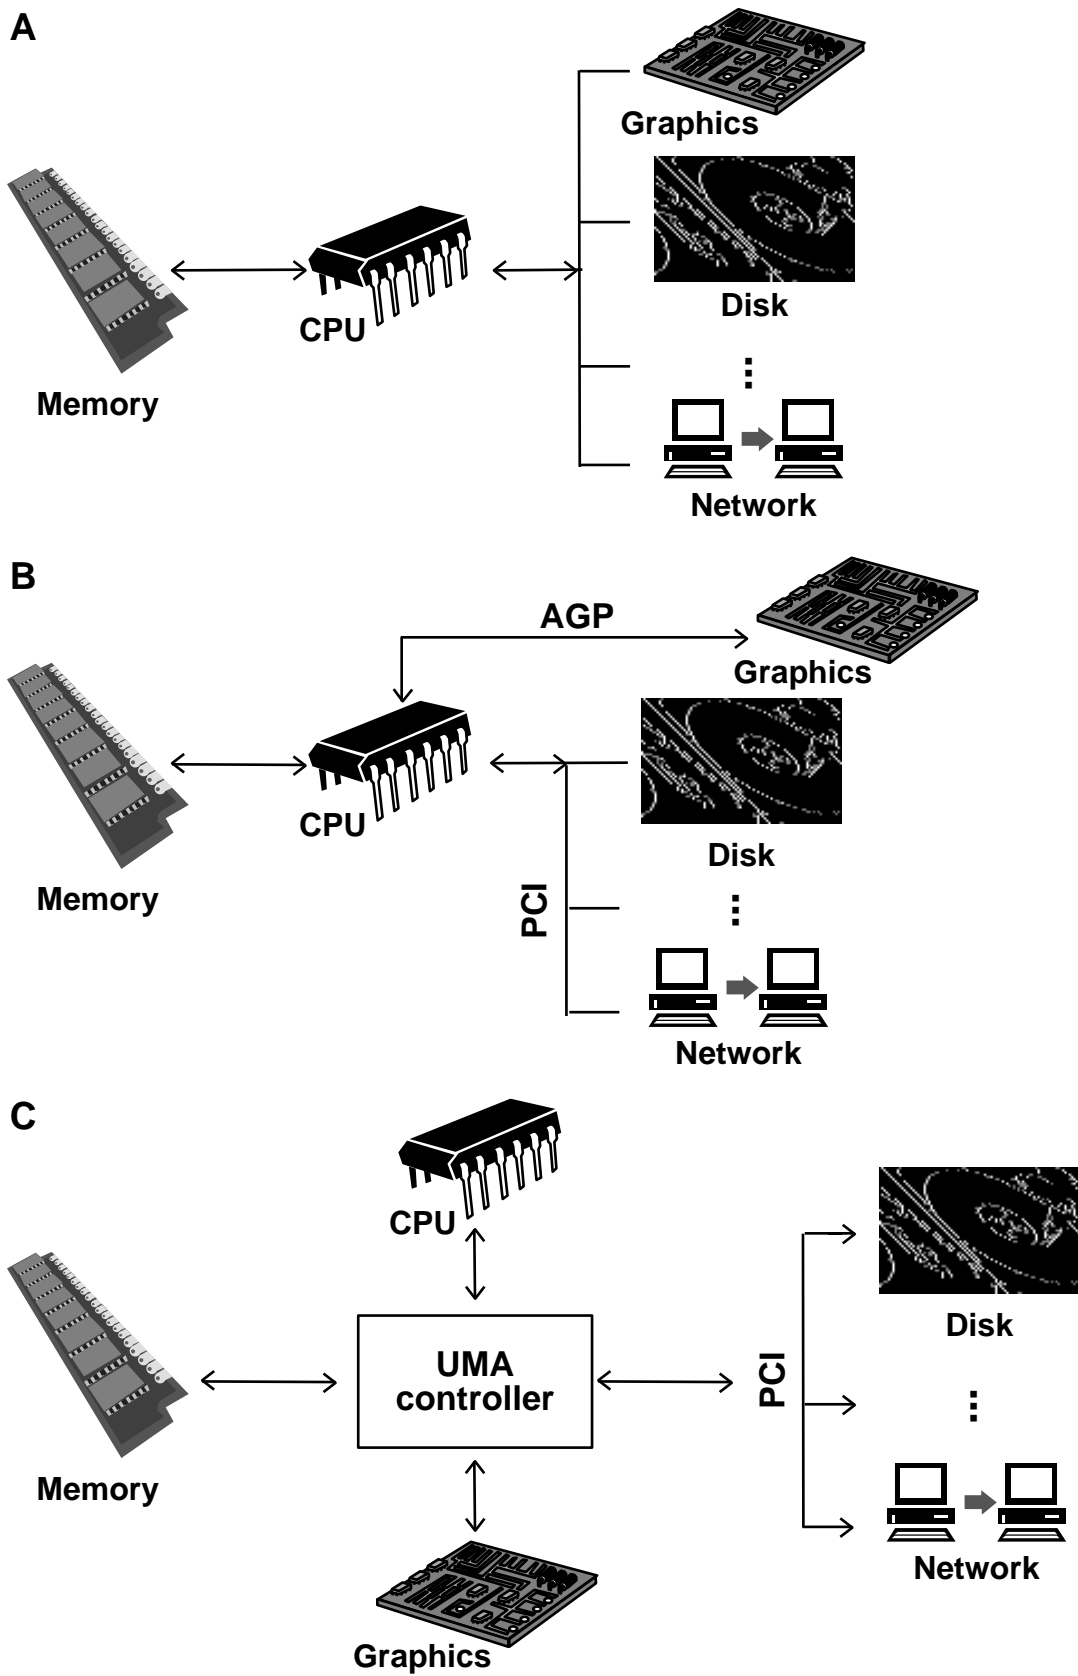 A
Graphics
Disk
...
CPU
Memory
Network
B
AGP
Graphics
CPU
Disk
Memory
PCI
...
Network
C
CPU
Disk
UMA
controller
PCI
...
Memory
Network
Graphics